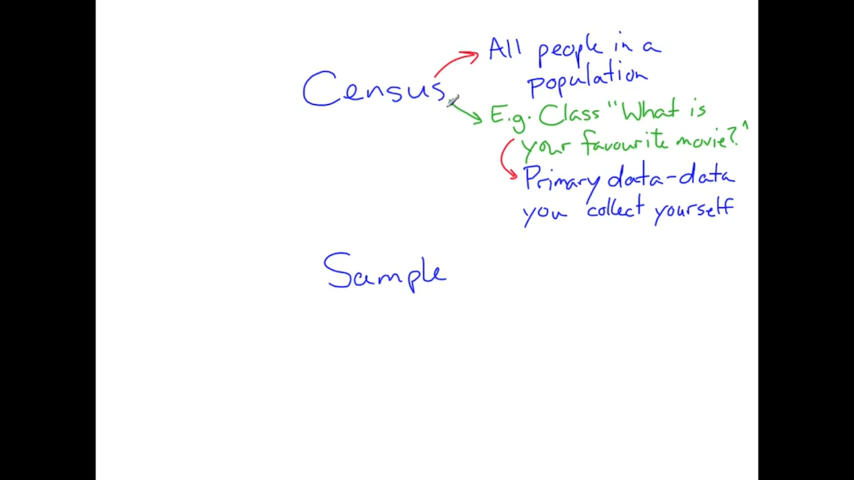 All people in a
population
Census
E.g. Class "What is
your favourite movie?"
Primary data-data
you collect yourself
Sample